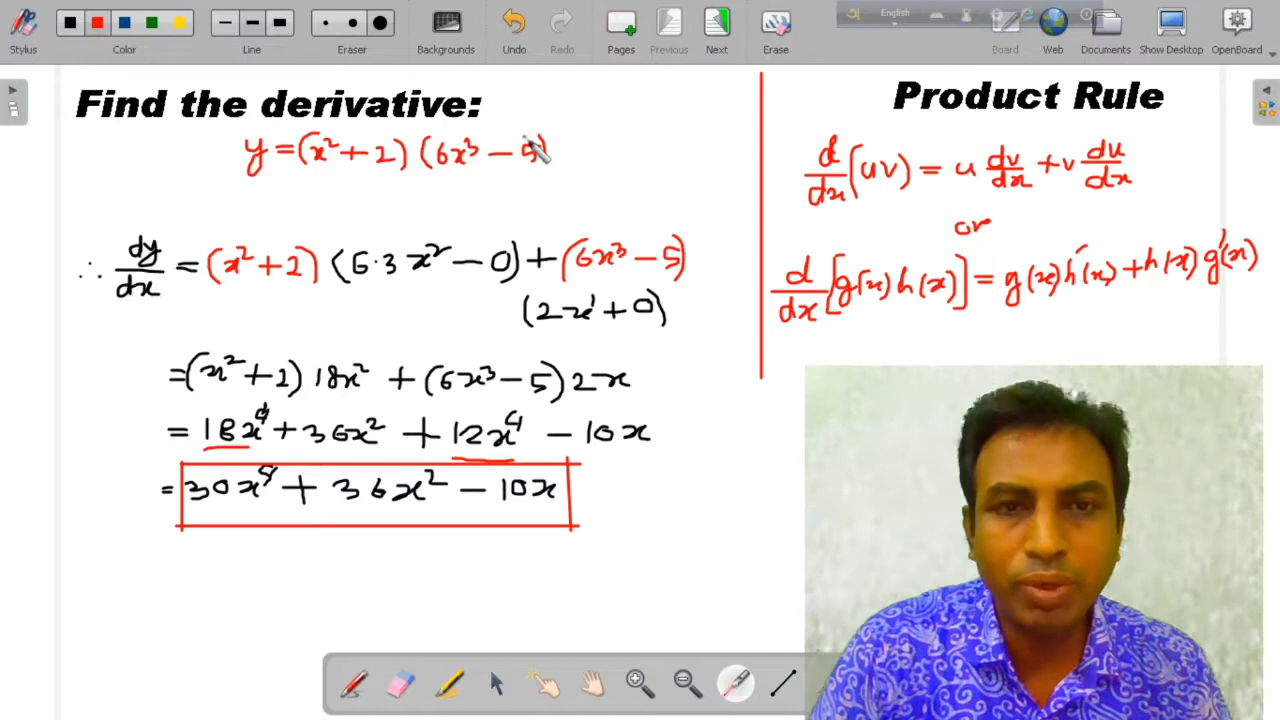 Stylus Color Line Eraser Backgrounds Undo Redo Pages Previous Next Erase Board Web Documents Show Desktop OpenBoard
English
Find the derivative:
y = (x² + 2) (6x³ − 5)
∴ dy/dx = (x² + 2) (6·3x² − 0) + (6x³ − 5)
(2x¹ + 0)
= (x² + 2) 18x² + (6x³ − 5) 2x
= 18x⁴ + 36x² + 12x⁴ − 10x
= 30x⁴ + 36x² − 10x
Product Rule
d/dx (uv) = u dv/dx + v du/dx
or
d/dx [g(x) h(x)] = g(x) h′(x) + h(x) g′(x)